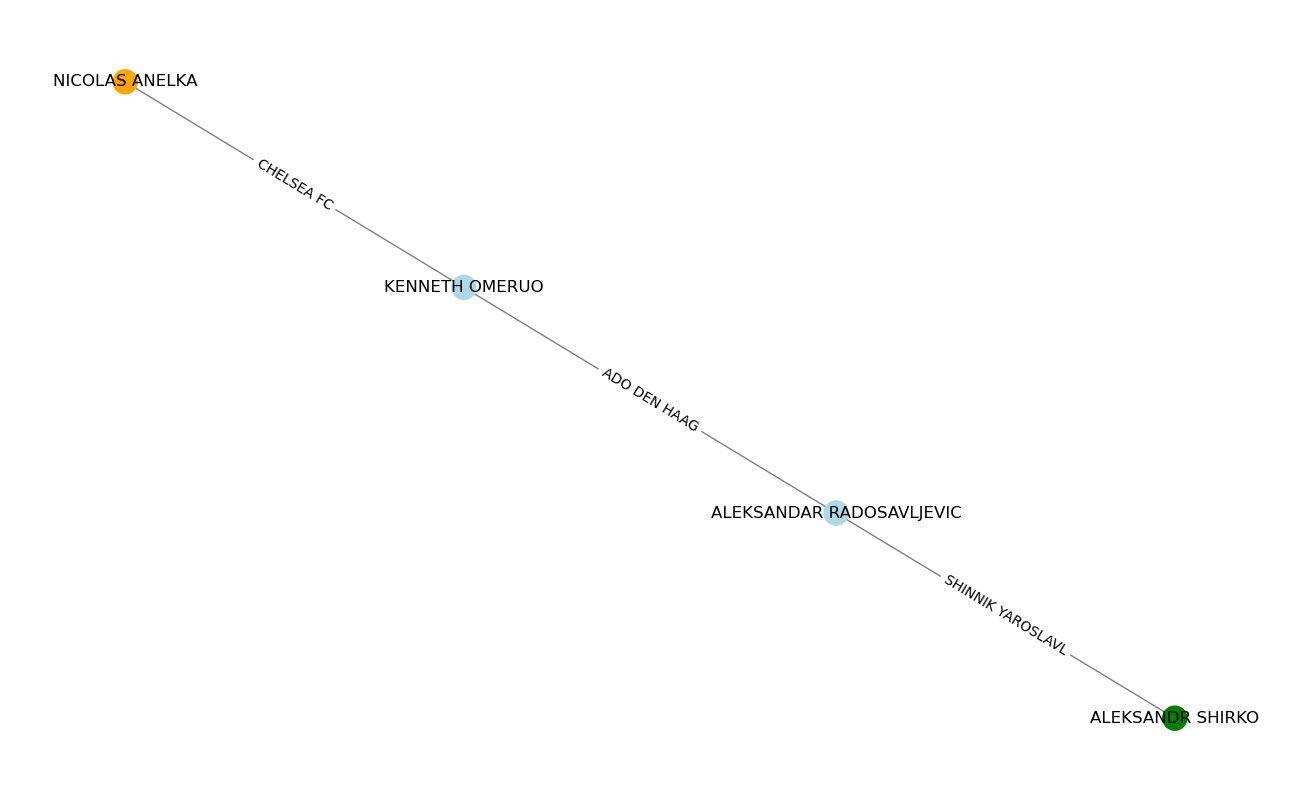 NICOLAS ANELKA
CHELSEA FC
KENNETH OMERUO
ADO DEN HAAG
ALEKSANDAR RADOSAVLJEVIC
SHINNIK YAROSLAVL
ALEKSANDR SHIRKO